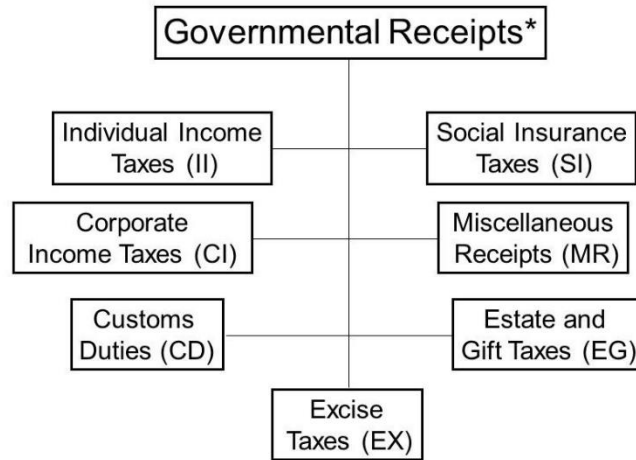 Governmental Receipts*
Individual Income
Taxes (II)
Social Insurance
Taxes (SI)
Corporate
Income Taxes (CI)
Miscellaneous
Receipts (MR)
Customs
Duties (CD)
Estate and
Gift Taxes (EG)
Excise
Taxes (EX)